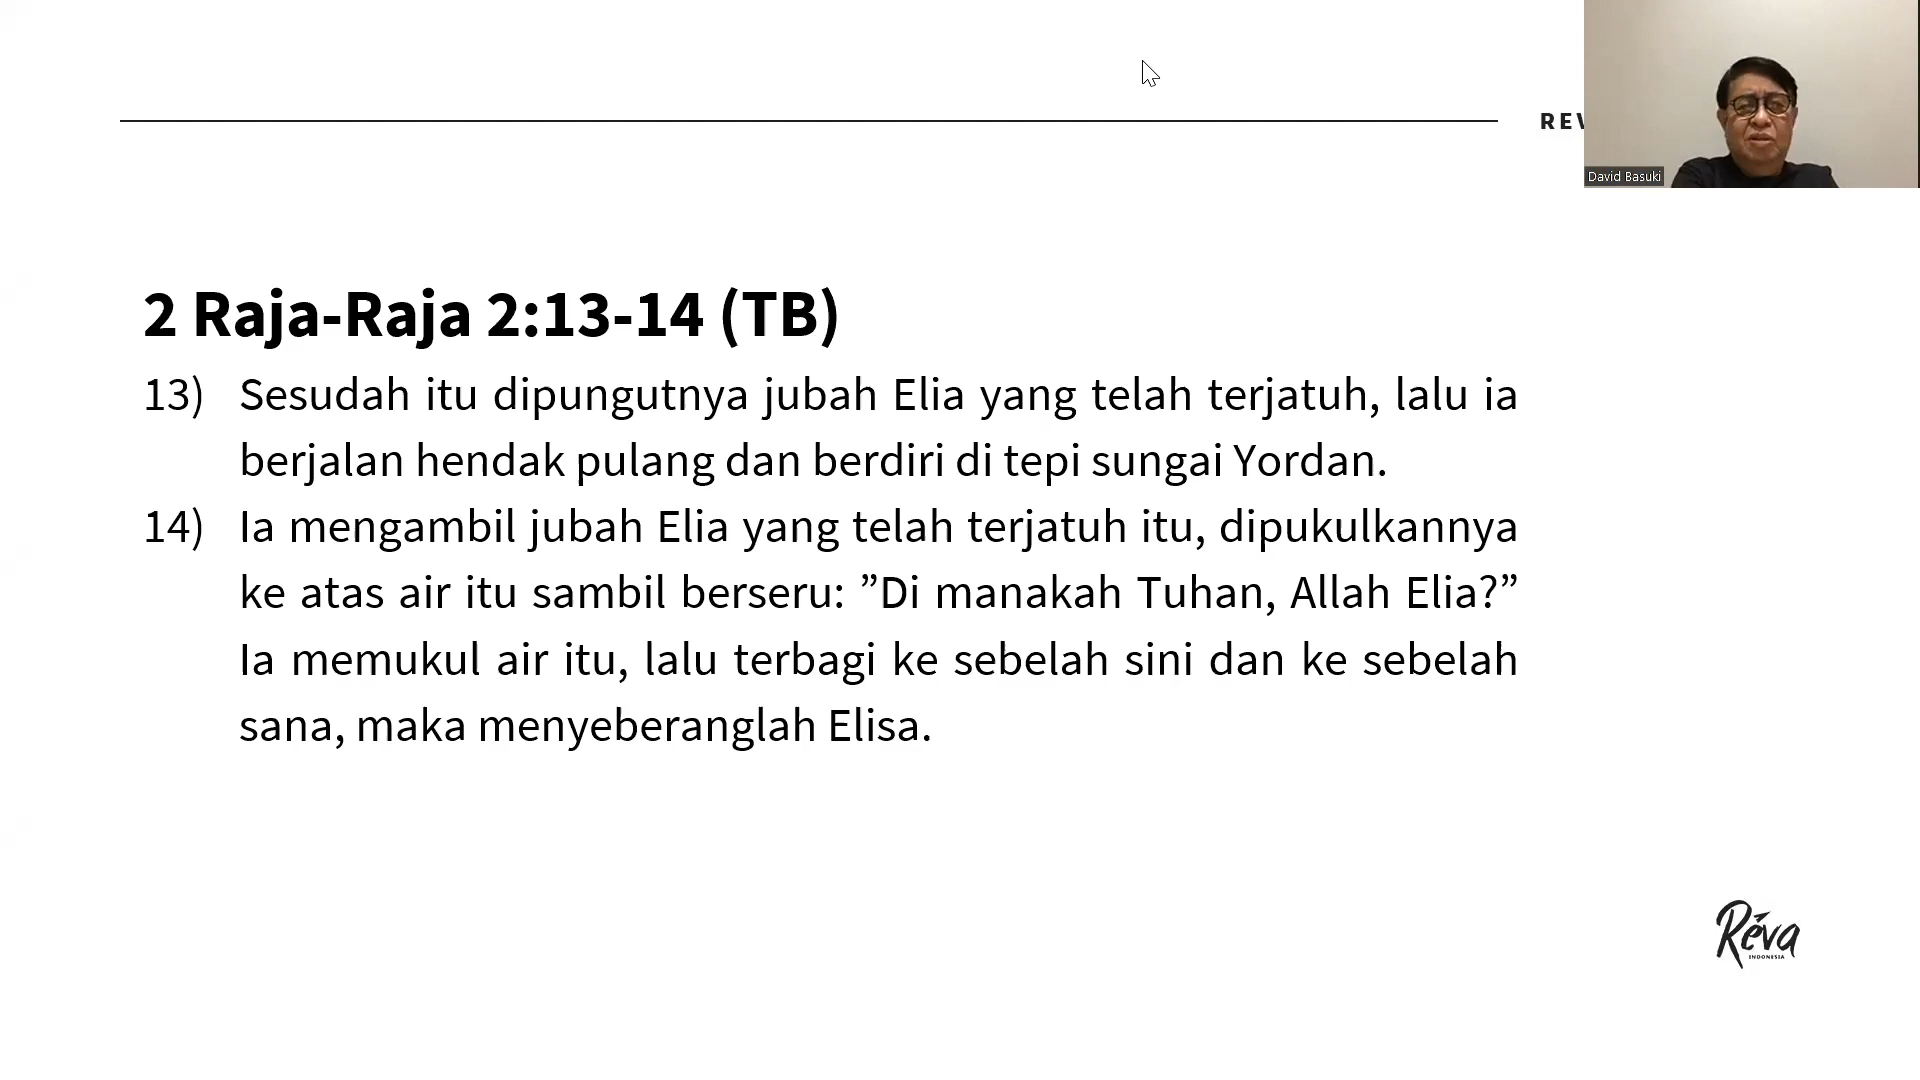 REV
David Basuki
2 Raja-Raja 2:13-14 (TB)
13) Sesudah itu dipungutnya jubah Elia yang telah terjatuh, lalu ia
berjalan hendak pulang dan berdiri di tepi sungai Yordan.
14) Ia mengambil jubah Elia yang telah terjatuh itu, dipukulkannya
ke atas air itu sambil berseru: ”Di manakah Tuhan, Allah Elia?”
Ia memukul air itu, lalu terbagi ke sebelah sini dan ke sebelah
sana, maka menyeberanglah Elisa.
Réva
INDONESIA